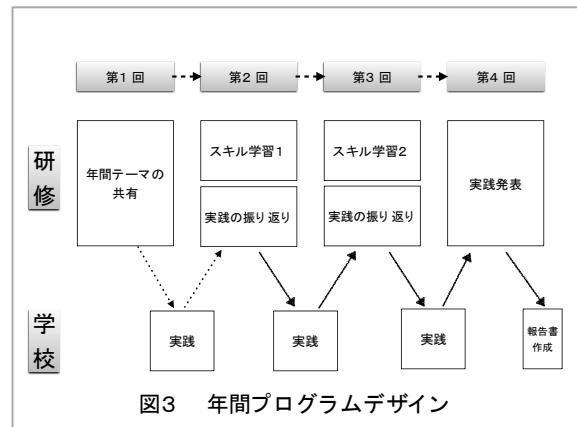 第1回
第2回
第3回
第4回
研修
年間テーマの
共有
スキル学習1
実践の振り返り
スキル学習2
実践の振り返り
実践発表
学校
実践
実践
実践
報告書
作成
図3 年間プログラムデザイン